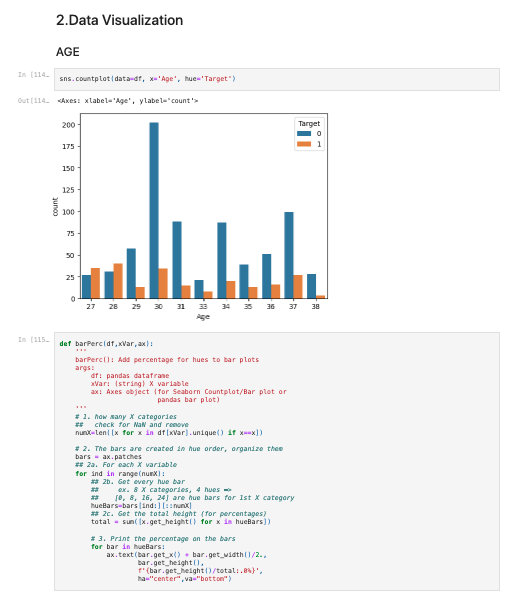 2.Data Visualization
AGE
In [114…
sns.countplot(data=df, x='Age', hue='Target')
Out[114…
<Axes: xlabel='Age', ylabel='count'>
Target
0
1
200
175
150
125
100
75
50
25
0
count
27 28 29 30 31 33 34 35 36 37 38
Age
In [115…
def barPerc(df,xVar,ax):
'''
barPerc(): Add percentage for hues to bar plots
args:
df: pandas dataframe
xVar: (string) X variable
ax: Axes object (for Seaborn Countplot/Bar plot or
pandas bar plot)
'''
# 1. how many X categories
##   check for NaN and remove
numX=len([x for x in df[xVar].unique() if x==x])
# 2. The bars are created in hue order, organize them
bars = ax.patches
## 2a. For each X variable
for ind in range(numX):
## 2b. Get every hue bar
##     ex. 8 X categories, 4 hues =>
##    [0, 8, 16, 24] are hue bars for 1st X category
hueBars=bars[ind:][::numX]
## 2c. Get the total height (for percentages)
total = sum([x.get_height() for x in hueBars])
# 3. Print the percentage on the bars
for bar in hueBars:
ax.text(bar.get_x() + bar.get_width()/2.,
bar.get_height(),
f'{bar.get_height()/total:.0%}',
ha="center",va="bottom")